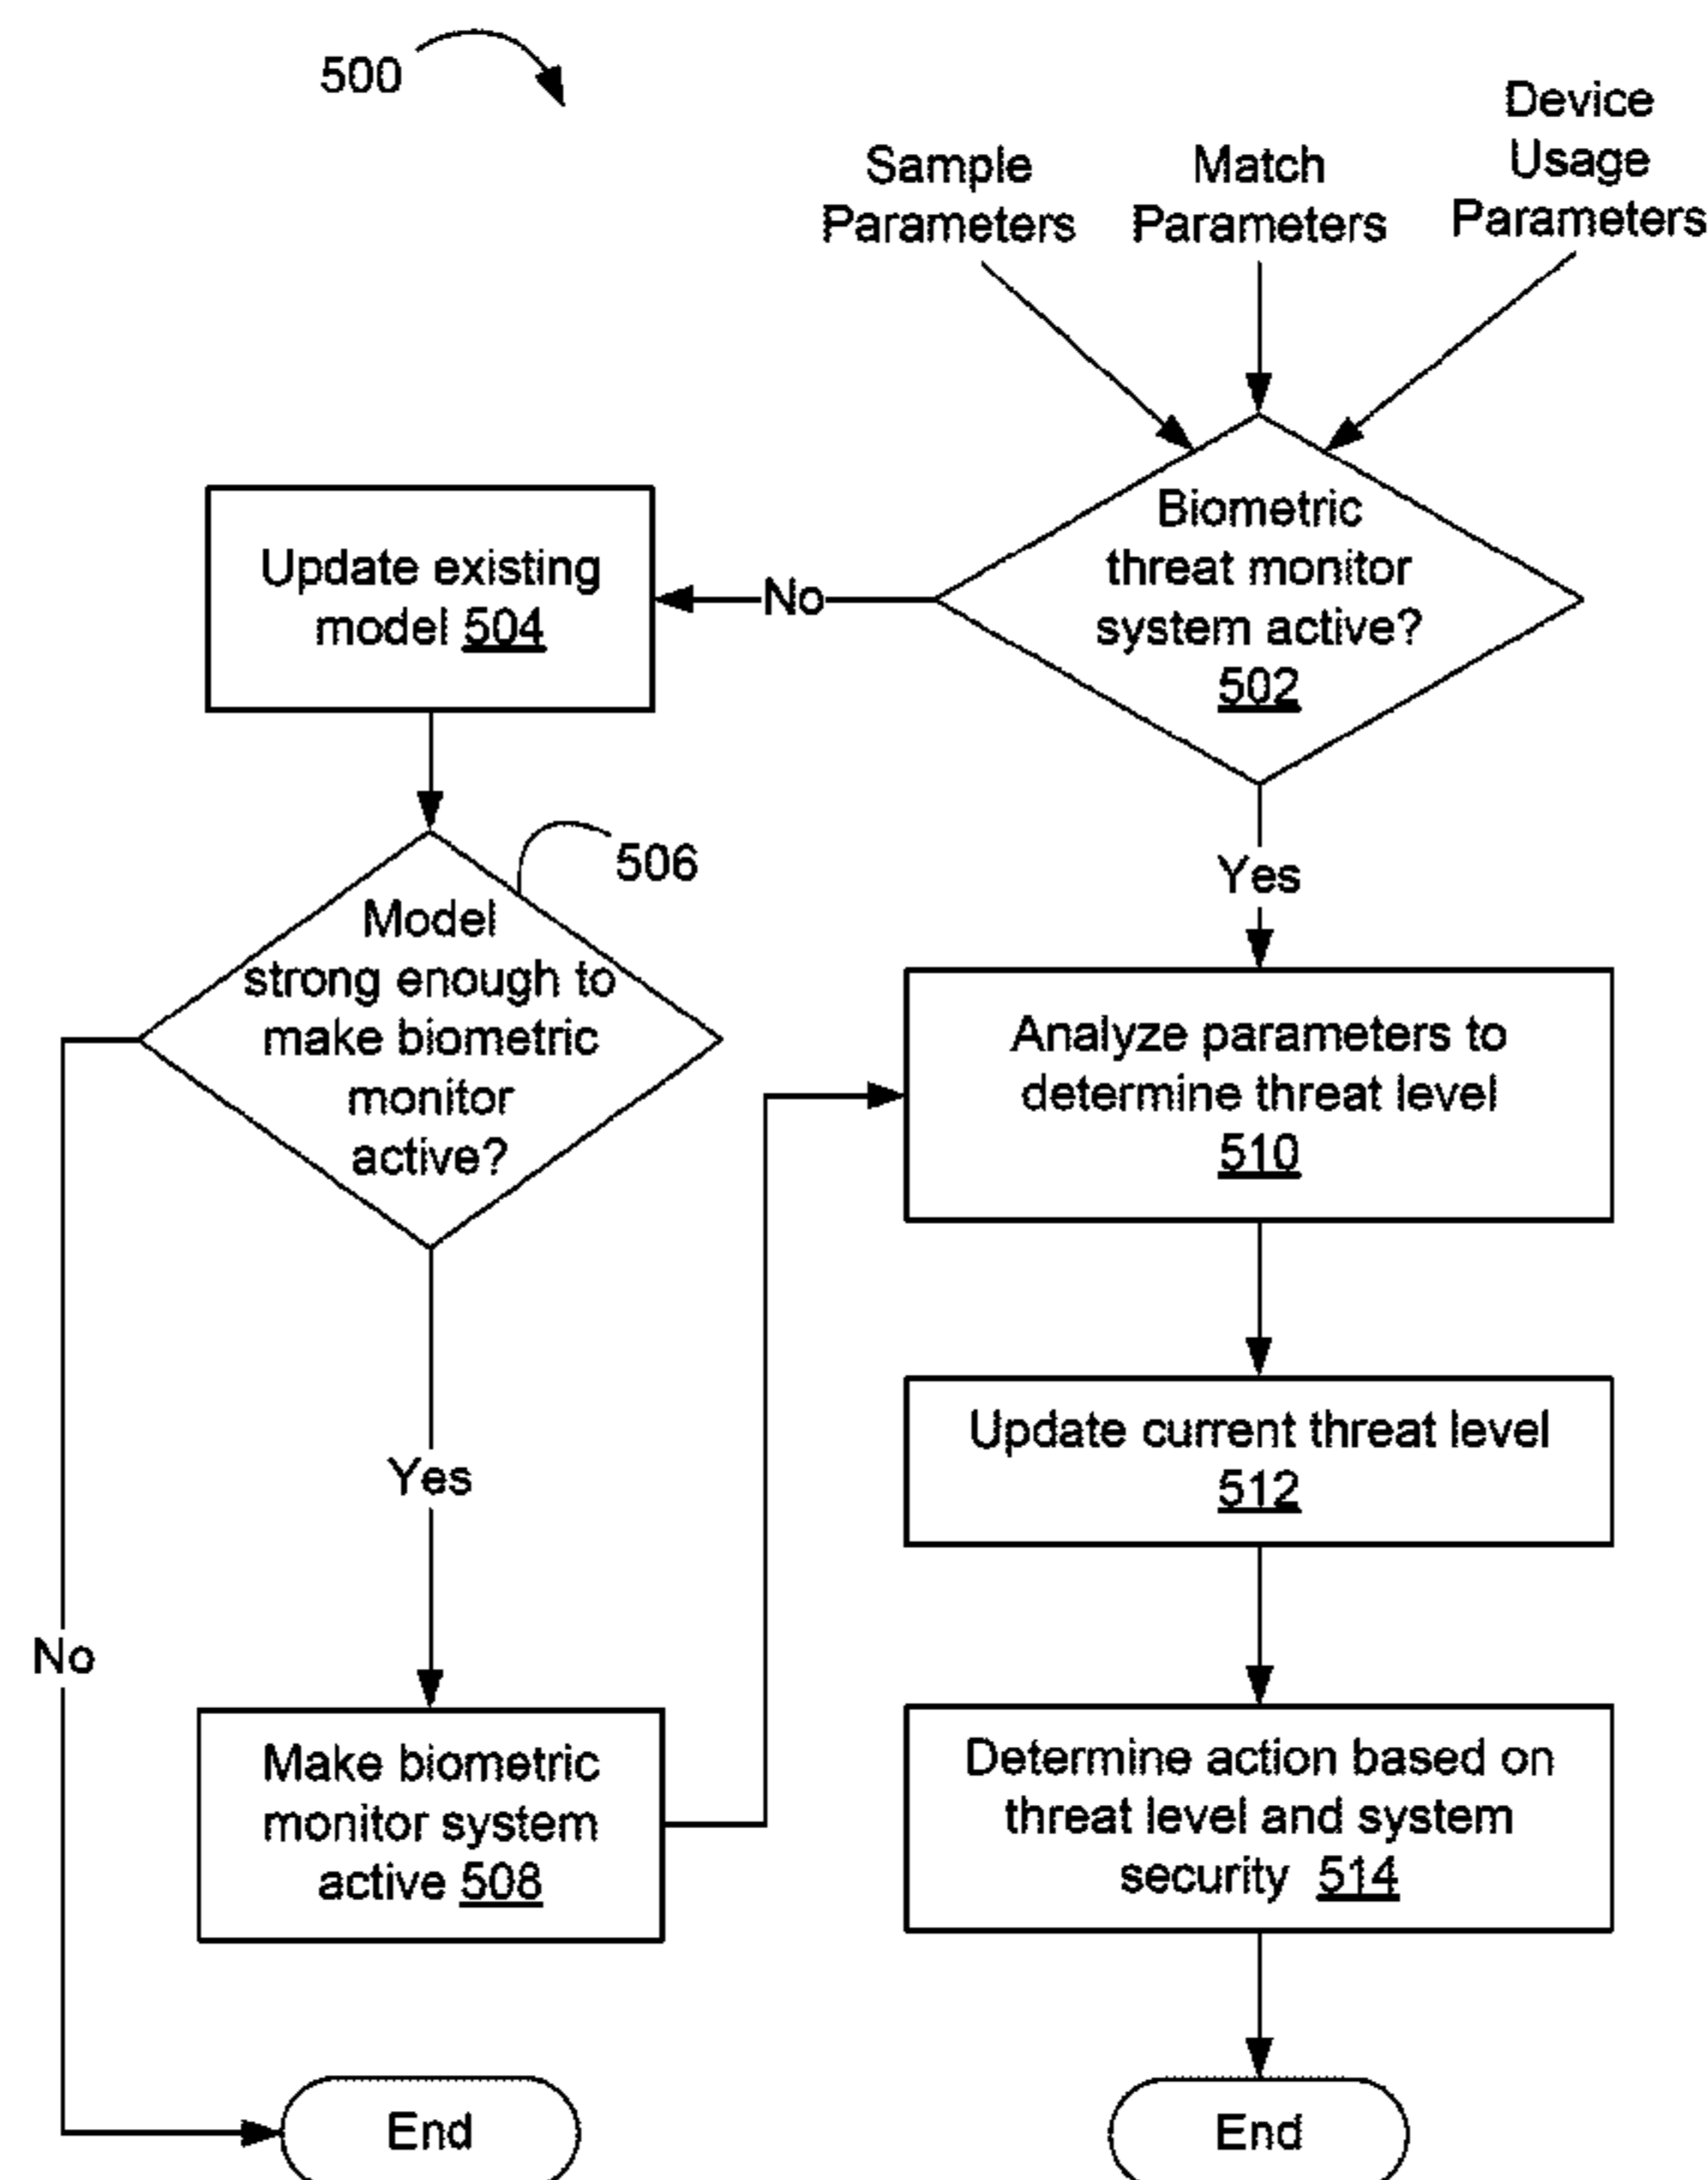 500
Sample
Parameters
Match
Parameters
Device
Usage
Parameters
Biometric
threat monitor
system active?
502
No
Update existing
model 504
506
Model
strong enough to
make biometric
monitor
active?
Yes
Analyze parameters to
determine threat level
510
Update current threat level
512
Yes
No
Make biometric
monitor system
active 508
Determine action based on
threat level and system
security 514
End
End